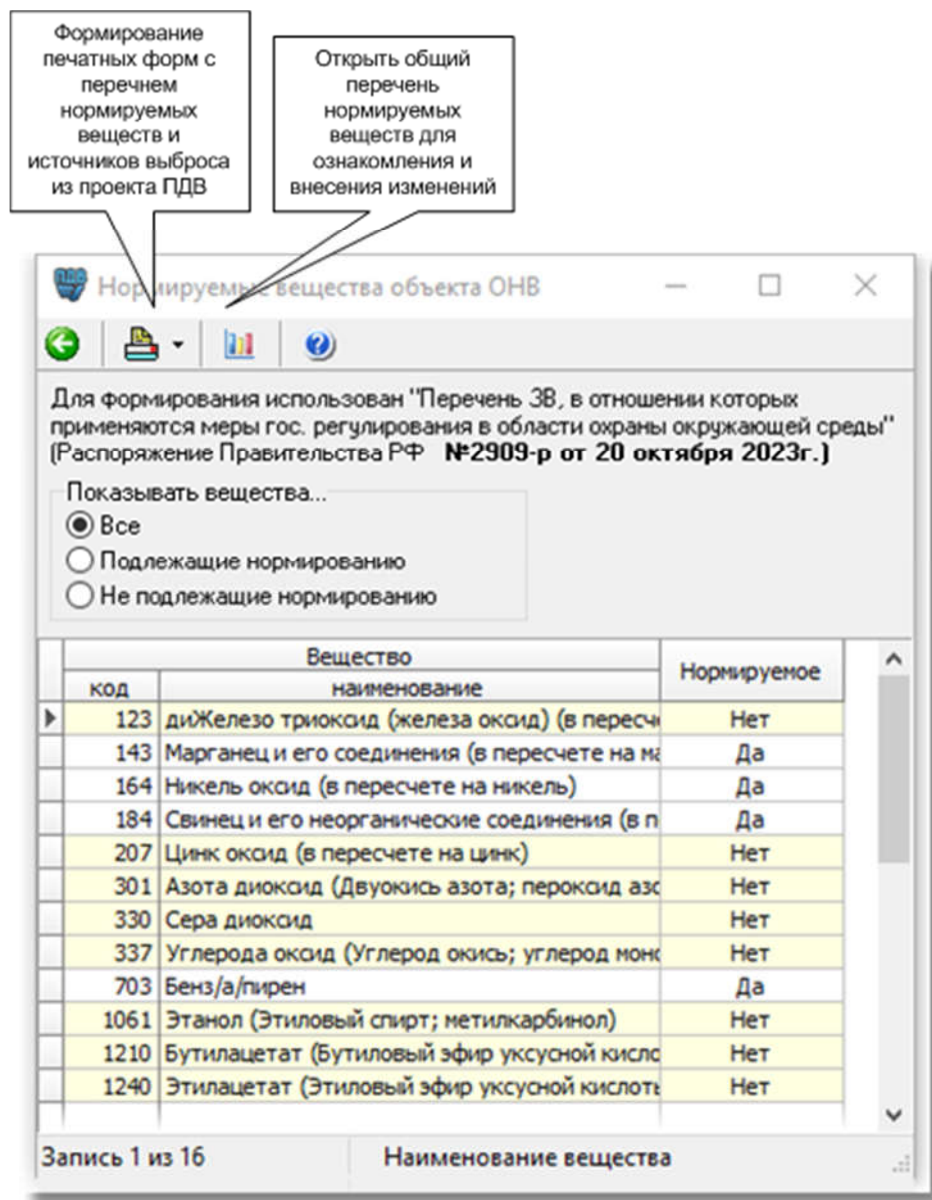 Формирование
печатных форм с
перечнем
нормируемых
веществ и
источников выброса
из проекта ПДВ
Открыть общий
перечень
нормируемых
веществ для
ознакомления и
внесения изменений
ПДВ Нормируемые вещества объекта ОНВ
Для формирования использован "Перечень ЗВ, в отношении которых
применяются меры гос. регулирования в области охраны окружающей среды"
(Распоряжение Правительства РФ №2909-р от 20 октября 2023г.)
Показывать вещества...
Все
Подлежащие нормированию
Не подлежащие нормированию
Вещество Нормируемое
код наименование
123 диЖелезо триоксид (железа оксид) (в пересче Нет
143 Марганец и его соединения (в пересчете на ма Да
164 Никель оксид (в пересчете на никель) Да
184 Свинец и его неорганические соединения (в п Да
207 Цинк оксид (в пересчете на цинк) Нет
301 Азота диоксид (Двуокись азота; пероксид азо Нет
330 Сера диоксид Нет
337 Углерода оксид (Углерод окись; углерод моно Нет
703 Бенз/а/пирен Да
1061 Этанол (Этиловый спирт; метилкарбинол) Нет
1210 Бутилацетат (Бутиловый эфир уксусной кисло Нет
1240 Этилацетат (Этиловый эфир уксусной кислоты Нет
Запись 1 из 16 Наименование вещества